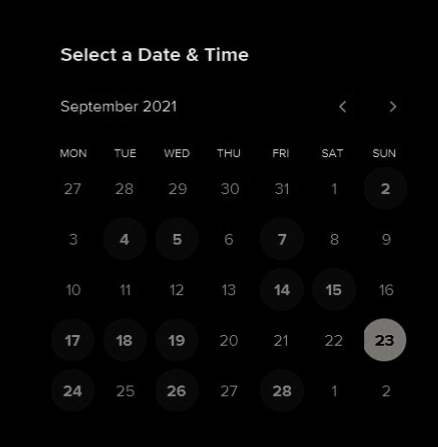 Select a Date & Time
September 2021
MON TUE WED THU FRI SAT SUN
27 28 29 30 31 1 2
3 4 5 6 7 8 9
10 11 12 13 14 15 16
17 18 19 20 21 22 23
24 25 26 27 28 1 2